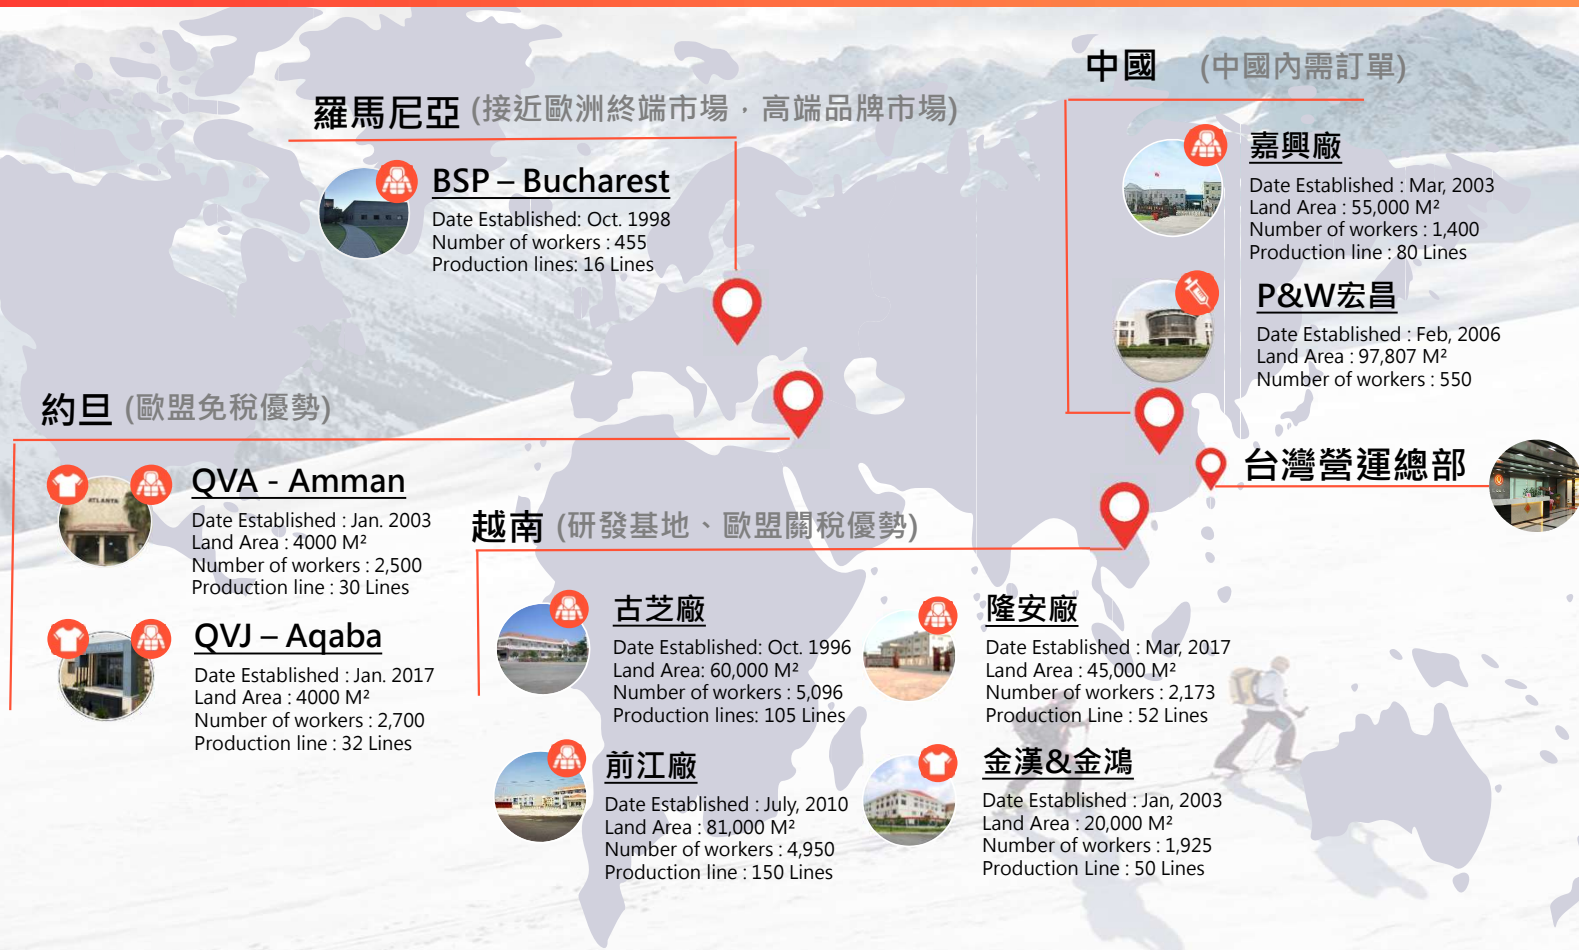 中國 (中國內需訂單)
羅馬尼亞 (接近歐洲終端市場，高端品牌市場)
嘉興廠
Date Established : Mar, 2003
Land Area : 55,000 M²
Number of workers : 1,400
Production line : 80 Lines
BSP – Bucharest
Date Established: Oct. 1998
Number of workers : 455
Production lines: 16 Lines
P&W宏昌
Date Established : Feb, 2006
Land Area : 97,807 M²
Number of workers : 550
約旦 (歐盟免稅優勢)
台灣營運總部
QVA - Amman
Date Established : Jan. 2003
Land Area : 4000 M²
Number of workers : 2,500
Production line : 30 Lines
ATLANTA
QVJ – Aqaba
Date Established : Jan. 2017
Land Area : 4000 M²
Number of workers : 2,700
Production line : 32 Lines
越南 (研發基地、歐盟關稅優勢)
古芝廠
Date Established: Oct. 1996
Land Area: 60,000 M²
Number of workers : 5,096
Production lines: 105 Lines
隆安廠
Date Established : Mar, 2017
Land Area : 45,000 M²
Number of workers : 2,173
Production Line : 52 Lines
前江廠
Date Established : July, 2010
Land Area : 81,000 M²
Number of workers : 4,950
Production line : 150 Lines
金漢&金鴻
Date Established : Jan, 2003
Land Area : 20,000 M²
Number of workers : 1,925
Production Line : 50 Lines